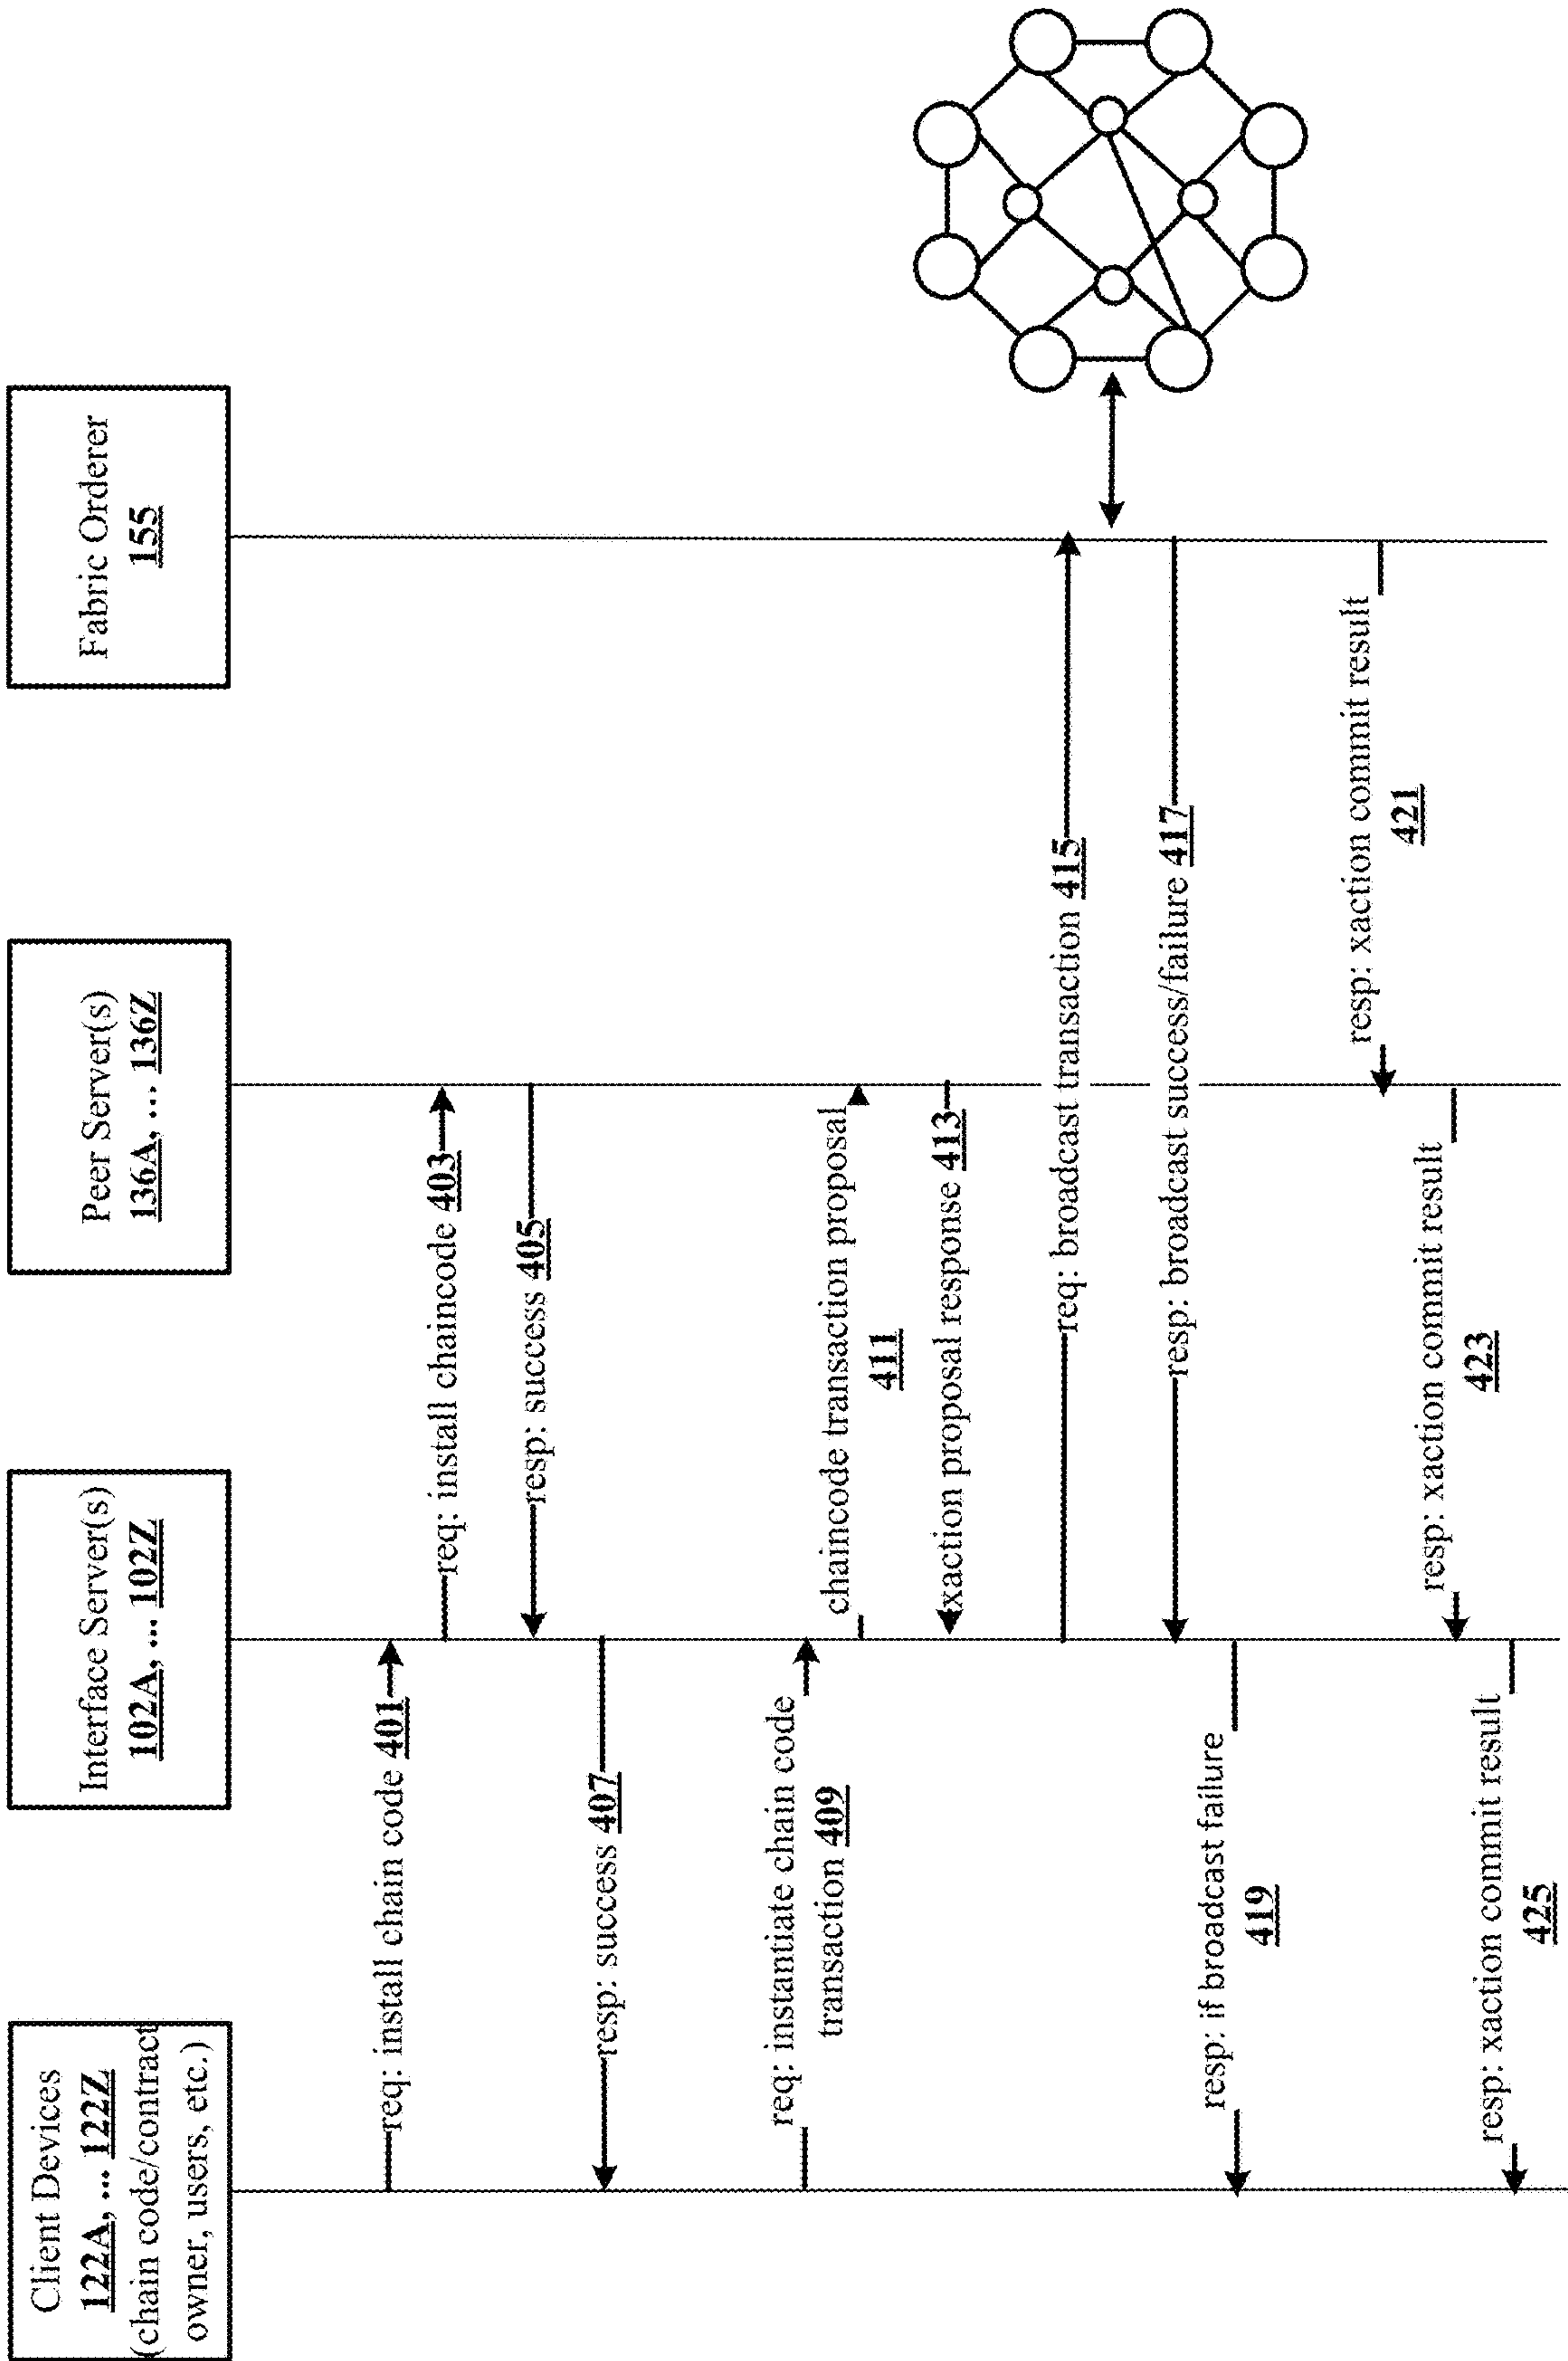 Client Devices
122A, ... 122Z
(chain code/contract
owner, users, etc.)
Interface Server(s)
102A, ... 102Z
Peer Server(s)
136A, ... 136Z
Fabric Orderer
155
req: install chain code 401
req: install chaincode 403
resp: success 405
resp: success 407
req: instantiate chain code
transaction 409
chaincode transaction proposal
411
xaction proposal response 413
req: broadcast transaction 415
resp: broadcast success/failure 417
resp: if broadcast failure
419
resp: xaction commit result
421
resp: xaction commit result
423
resp: xaction commit result
425